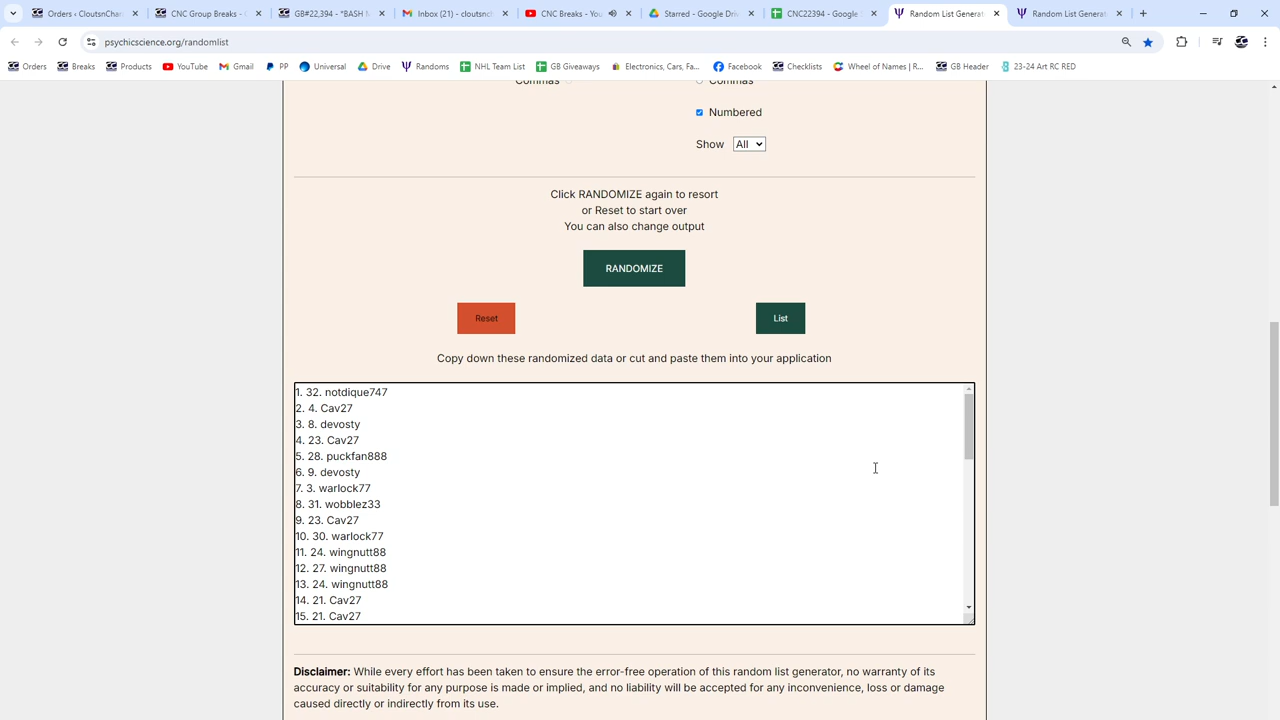 Orders ‹ CloutsnChar
CNC Group Breaks - C
GB#22,394 - *BASH M
Inbox (21) - cloutsncl
CNC Breaks - You
Starred - Google Driv
CNC22394 - Google S
Random List Generato
Random List Generato
psychicscience.org/randomlist
Orders
Breaks
Products
YouTube
Gmail
PP
Universal
Drive
Randoms
NHL Team List
GB Giveaways
Electronics, Cars, Fa...
Facebook
Checklists
Wheel of Names | R...
GB Header
23-24 Art RC RED
Commas
Commas
Numbered
Show All
Click RANDOMIZE again to resort
or Reset to start over
You can also change output
RANDOMIZE
Reset
List
Copy down these randomized data or cut and paste them into your application
1. 32. notdique747
2. 4. Cav27
3. 8. devosty
4. 23. Cav27
5. 28. puckfan888
6. 9. devosty
7. 3. warlock77
8. 31. wobblez33
9. 23. Cav27
10. 30. warlock77
11. 24. wingnutt88
12. 27. wingnutt88
13. 24. wingnutt88
14. 21. Cav27
15. 21. Cav27
Disclaimer: While every effort has been taken to ensure the error-free operation of this random list generator, no warranty of its
accuracy or suitability for any purpose is made or implied, and no liability will be accepted for any inconvenience, loss or damage
caused directly or indirectly from its use.